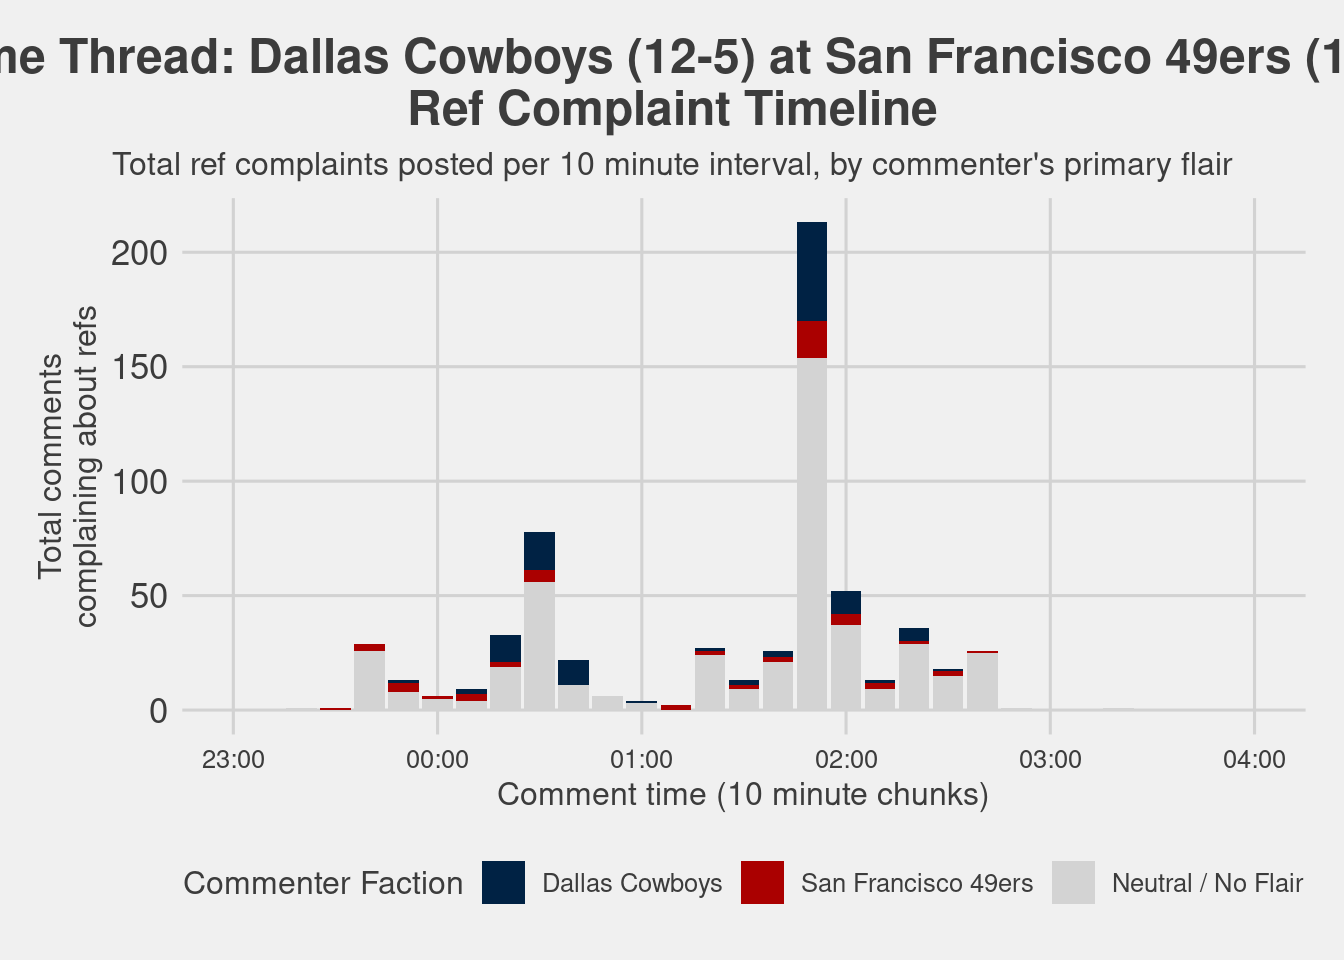 Thread: Dallas Cowboys (12-5) at San Francisco 49ers
Ref Complaint Timeline
Total ref complaints posted per 10 minute interval, by commenter's primary flair
Total comments
complaining about refs
200
150
100
50
0
23:00 00:00 01:00 02:00 03:00 04:00
Comment time (10 minute chunks)
Commenter Faction Dallas Cowboys San Francisco 49ers Neutral / No Flair